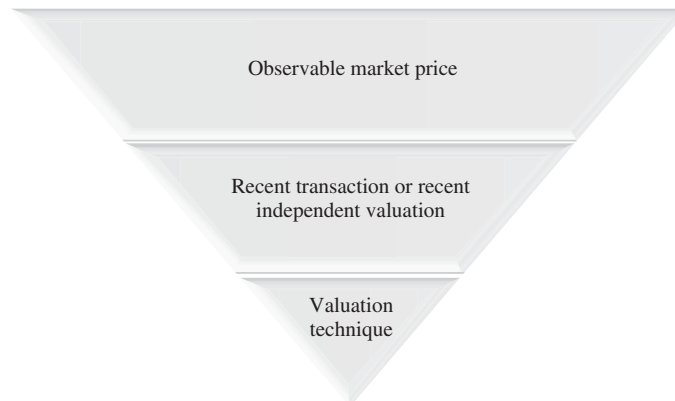 Observable market price
Recent transaction or recent
independent valuation
Valuation
technique